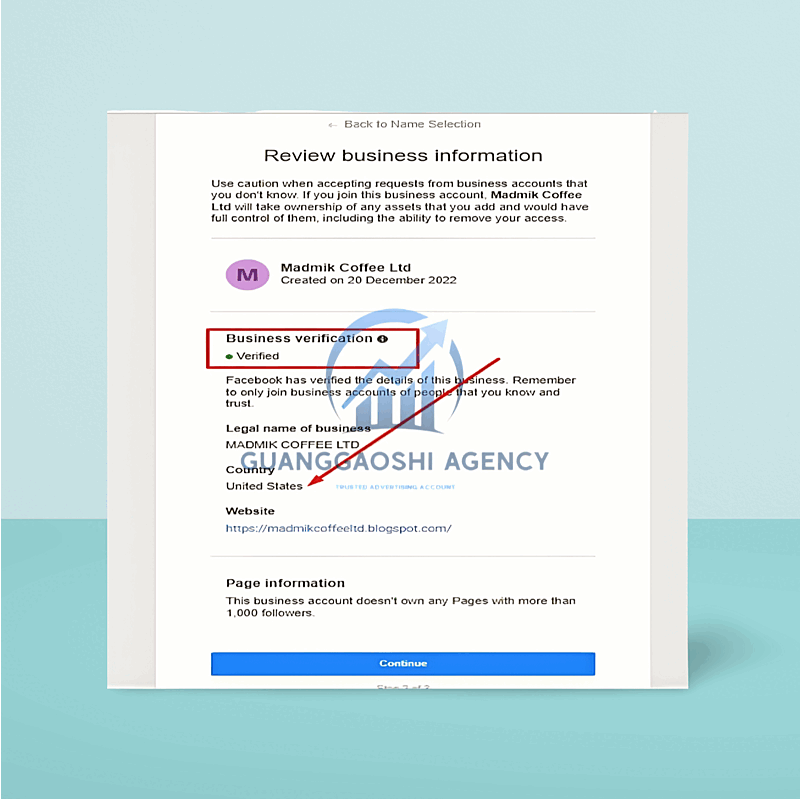 ← Back to Name Selection
Review business information
Use caution when accepting requests from business accounts that
you don't know. If you join this business account, Madmik Coffee
Ltd will take ownership of any assets that you add and would have
full control of them, including the ability to remove your access.
M
Madmik Coffee Ltd
Created on 20 December 2022
Business verification
Verified
Facebook has verified the details of this business. Remember
to only join business accounts of people that you know and
trust.
Legal name of business
MADMIK COFFEE LTD
GUANGGAOSHI AGENCY
Country
United States
TRUSTED ADVERTISING ACCOUNT
Website
https://madmikcoffeeltd.blogspot.com/
Page information
This business account doesn't own any Pages with more than
1,000 followers.
Continue